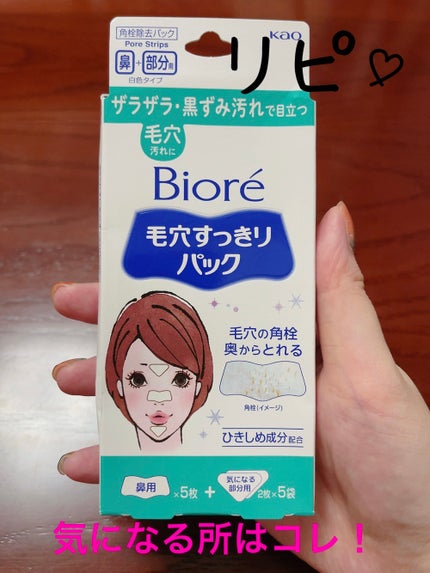 角栓除去パック
Pore Strips
鼻+部分用
白色タイプ
Kao
リピ♡
ザラザラ・黒ずみ汚れで目立つ
毛穴
汚れに
Bioré
毛穴すっきり
パック
毛穴の角栓
奥からとれる
角栓(イメージ)
ひきしめ成分配合
鼻用 ×5枚 + 気になる部分用 2枚×5袋
気になる所はコレ!